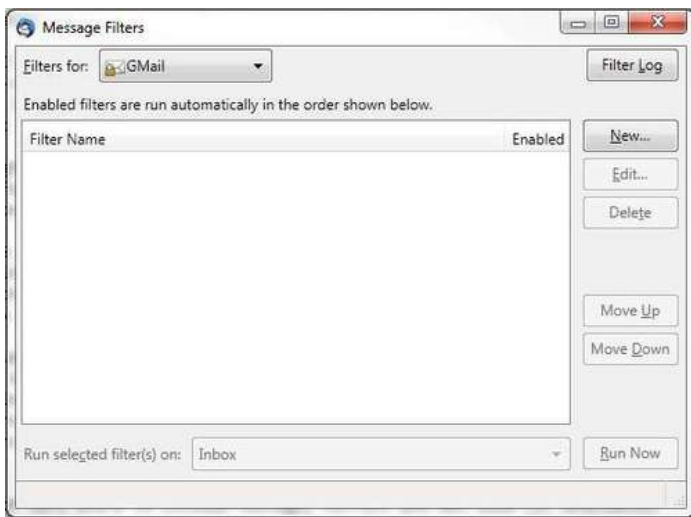 Message Filters
Filters for: GMail
Filter Log
Enabled filters are run automatically in the order shown below.
Filter Name Enabled
New...
Edit...
Delete
Move Up
Move Down
Run selected filter(s) on: Inbox Run Now